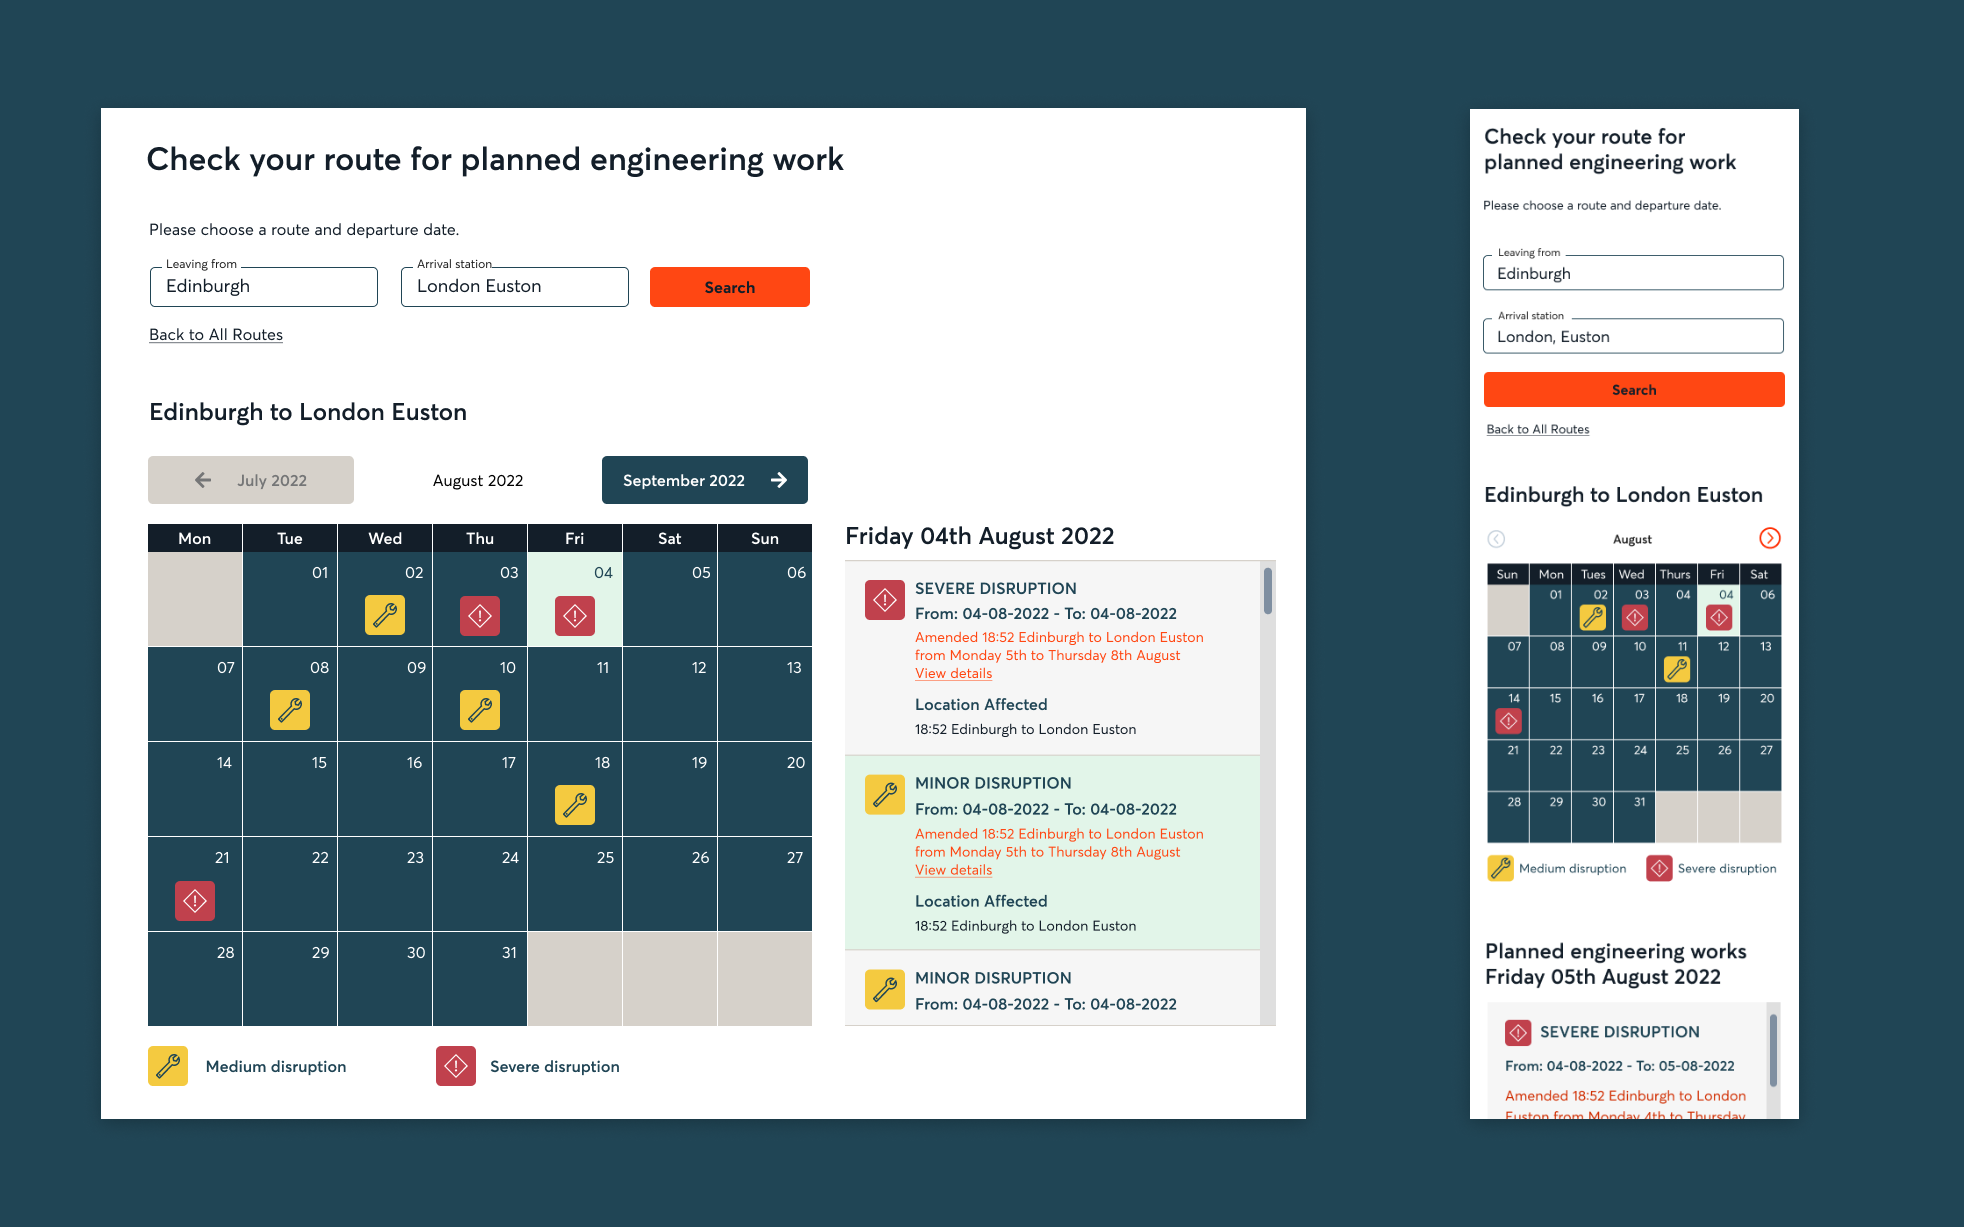 Check your route for planned engineering work
Please choose a route and departure date.
Leaving from
Edinburgh
Arrival station
London Euston
Search
Back to All Routes
Edinburgh to London Euston
July 2022
August 2022
September 2022
Mon Tue Wed Thu Fri Sat Sun
01 02 03 04 05 06
07 08 09 10 11 12 13
14 15 16 17 18 19 20
21 22 23 24 25 26 27
28 29 30 31
Medium disruption
Severe disruption
Friday 04th August 2022
SEVERE DISRUPTION
From: 04-08-2022 - To: 04-08-2022
Amended 18:52 Edinburgh to London Euston
from Monday 5th to Thursday 8th August
View details
Location Affected
18:52 Edinburgh to London Euston
MINOR DISRUPTION
From: 04-08-2022 - To: 04-08-2022
Amended 18:52 Edinburgh to London Euston
from Monday 5th to Thursday 8th August
View details
Location Affected
18:52 Edinburgh to London Euston
MINOR DISRUPTION
From: 04-08-2022 - To: 04-08-2022
Check your route for
planned engineering work
Please choose a route and departure date.
Leaving from
Edinburgh
Arrival station
London, Euston
Search
Back to All Routes
Edinburgh to London Euston
August
Sun Mon Tues Wed Thurs Fri Sat
01 02 03 04 04 06
07 08 09 10 11 12 13
14 15 16 17 18 19 20
21 22 23 24 25 26 27
28 29 30 31
Medium disruption
Severe disruption
Planned engineering works
Friday 05th August 2022
SEVERE DISRUPTION
From: 04-08-2022 - To: 05-08-2022
Amended 18:52 Edinburgh to London
Euston from Monday 4th to Thursday